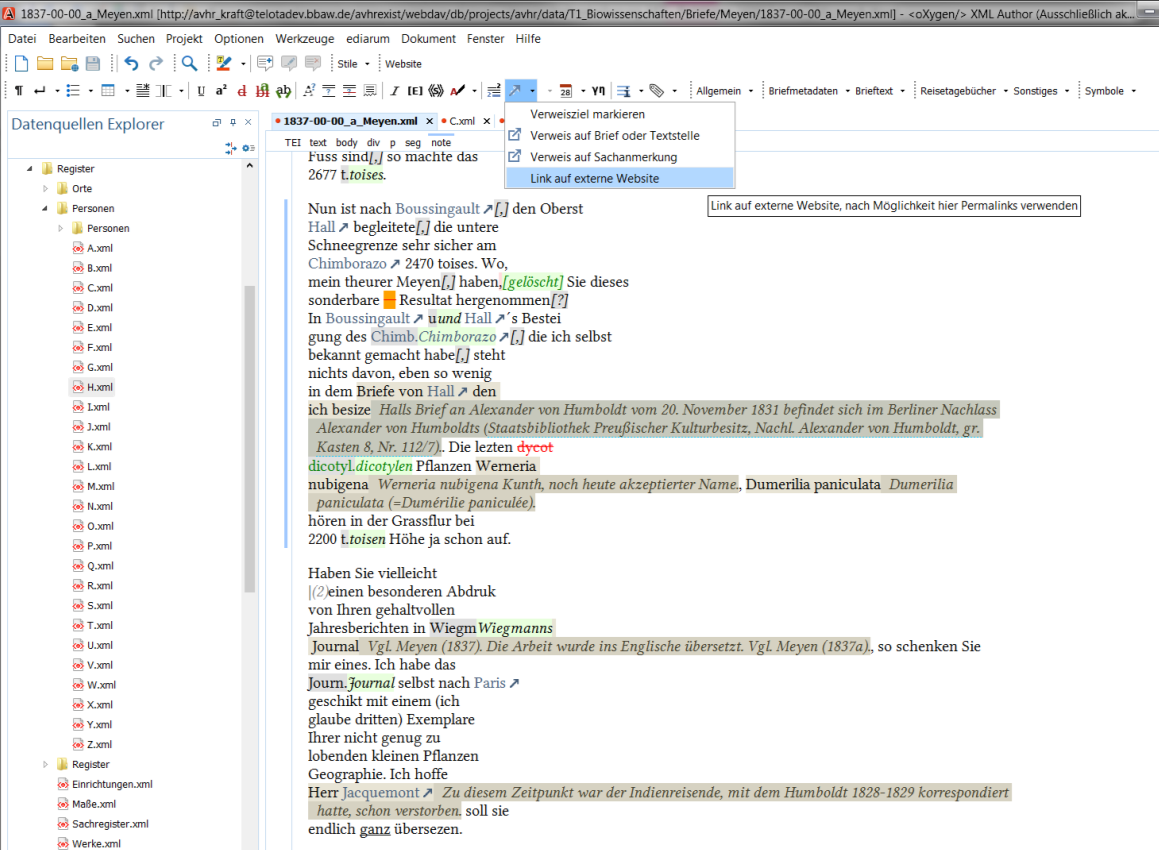 1837-00-00_a_Meyen.xml [http://avhr_kraft@telotadev.bbaw.de/avhrexist/webdav/db/projects/avhr/data/T1_Biowissenschaften/Briefe/Meyen/1837-00-00_a_Meyen.xml] - <oXygen/> XML Author (Ausschließlich ak...
Datei Bearbeiten Suchen Projekt Optionen Werkzeuge ediarum Dokument Fenster Hilfe
Stile Website
Allgemein Briefmetadaten Brieftext Reisetagebücher Sonstiges Symbole
Verweisziel markieren
Verweis auf Brief oder Textstelle
Verweis auf Sachanmerkung
Link auf externe Website
Link auf externe Website, nach Möglichkeit hier Permalinks verwenden
Datenquellen Explorer
Register
Orte
Personen
Personen
A.xml
B.xml
C.xml
D.xml
E.xml
F.xml
G.xml
H.xml
I.xml
J.xml
K.xml
L.xml
M.xml
N.xml
O.xml
P.xml
Q.xml
R.xml
S.xml
T.xml
U.xml
V.xml
W.xml
X.xml
Y.xml
Z.xml
Register
Einrichtungen.xml
Maße.xml
Sachregister.xml
Werke.xml
1837-00-00_a_Meyen.xml C.xml
TEI text body div p seg note
Fuss sind[,] so machte das
2677 t.toises.
Nun ist nach Boussingault [,] den Oberst
Hall begleitete[,] die untere
Schneegrenze sehr sicher am
Chimborazo 2470 toises. Wo,
mein theurer Meyen[,] haben,[gelöscht] Sie dieses
sonderbare — Resultat hergenommen[?]
In Boussingault uund Hall ´s Bestei
gung des Chimb.Chimborazo [,] die ich selbst
bekannt gemacht habe[,] steht
nichts davon, eben so wenig
in dem Briefe von Hall den
ich besize Halls Brief an Alexander von Humboldt vom 20. November 1831 befindet sich im Berliner Nachlass
Alexander von Humboldts (Staatsbibliothek Preußischer Kulturbesitz, Nachl. Alexander von Humboldt, gr.
Kasten 8, Nr. 112/7).. Die lezten dycot
dicotyl.dicotylen Pflanzen Werneria
nubigena Werneria nubigena Kunth, noch heute akzeptierter Name., Dumerilia paniculata Dumerilia
paniculata (=Dumérilie paniculée).
hören in der Grassflur bei
2200 t.toisen Höhe ja schon auf.
Haben Sie vielleicht
|(2)einen besonderen Abdruk
von Ihren gehaltvollen
Jahresberichten in WiegmWiegmanns
Journal Vgl. Meyen (1837). Die Arbeit wurde ins Englische übersetzt. Vgl. Meyen (1837a)., so schenken Sie
mir eines. Ich habe das
Journ.Journal selbst nach Paris
geschikt mit einem (ich
glaube dritten) Exemplare
Ihrer nicht genug zu
lobenden kleinen Pflanzen
Geographie. Ich hoffe
Herr Jacquemont Zu diesem Zeitpunkt war der Indienreisende, mit dem Humboldt 1828-1829 korrespondiert
hatte, schon verstorben. soll sie
endlich ganz übersezen.